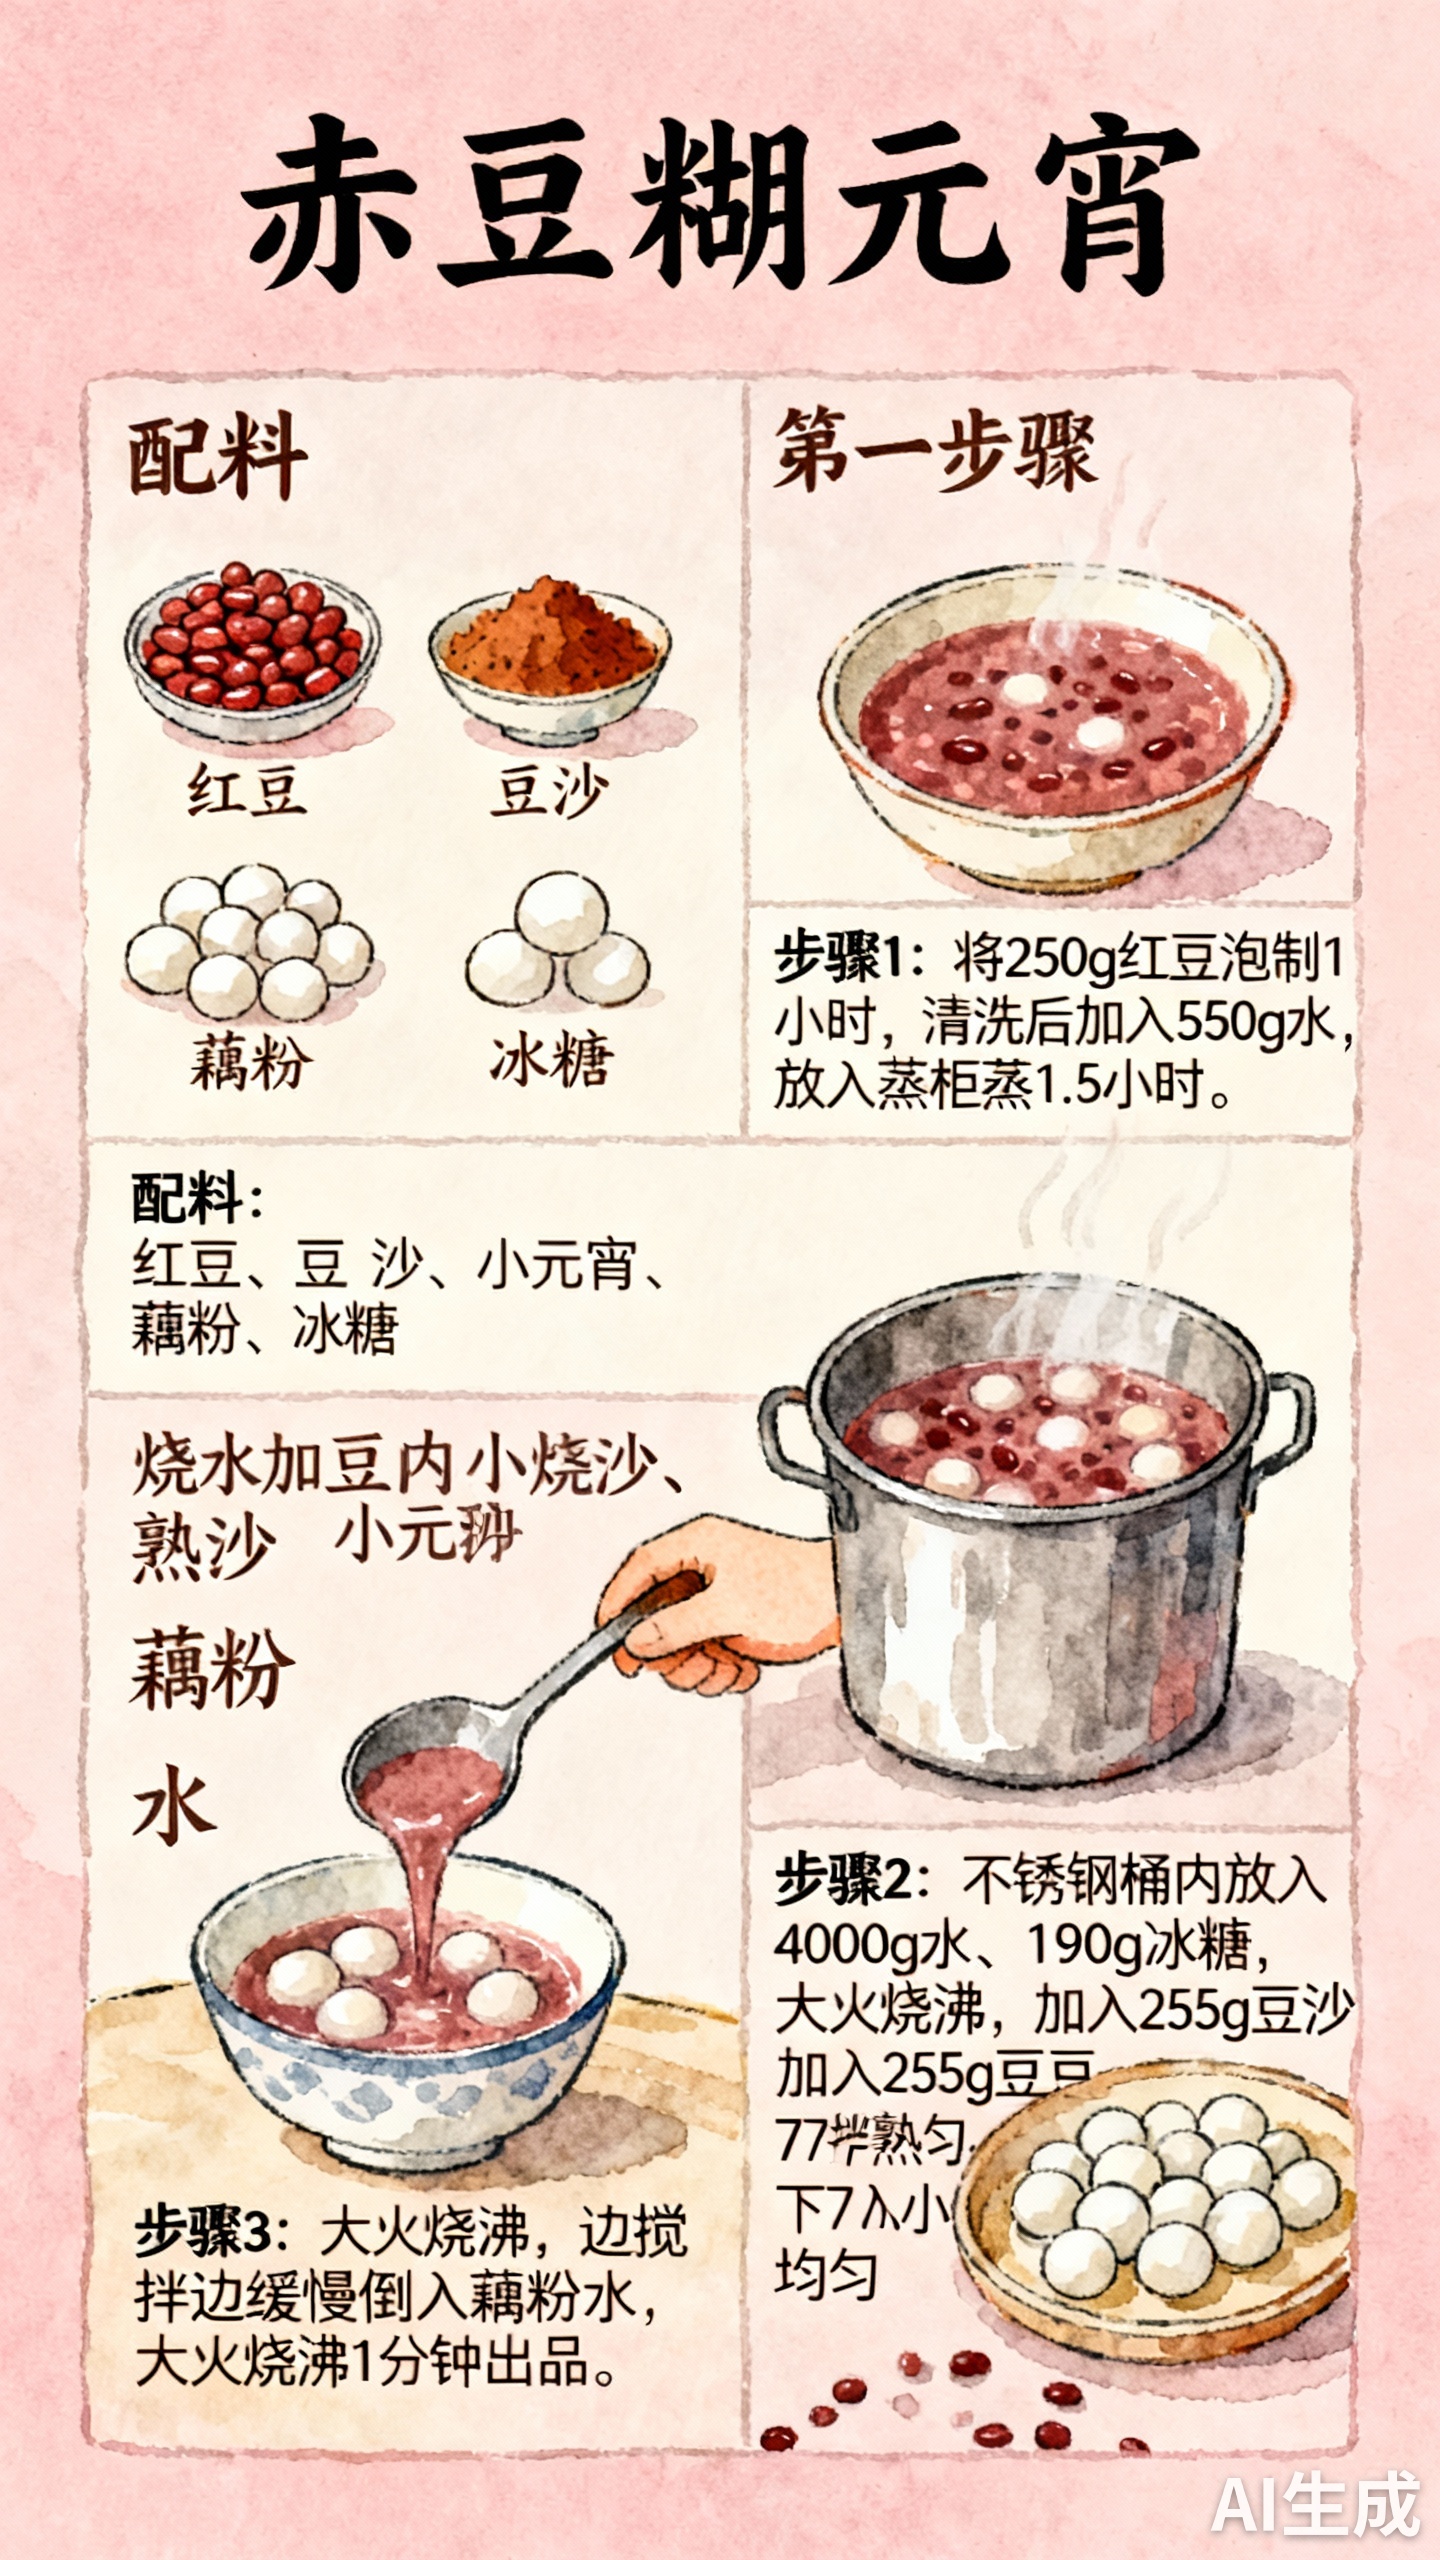 赤豆糊元宵
配料
红豆
豆沙
藕粉
冰糖
第一步骤
步骤1：将250g红豆泡制1
小时，清洗后加入550g水，
放入蒸柜蒸1.5小时。
配料：
红豆、豆 沙、小元宵、
藕粉、冰糖
烧水加豆内小烧沙、
熟沙 小元
藕粉
水
步骤2：不锈钢桶内放入
4000g水、190g冰糖，
大火烧沸，加入255g豆沙
加入255g豆豆
77拌熟匀
下7入小
均匀
步骤3：大火烧沸，边搅
拌边缓慢倒入藕粉水，
大火烧沸1分钟出品。
AI生成